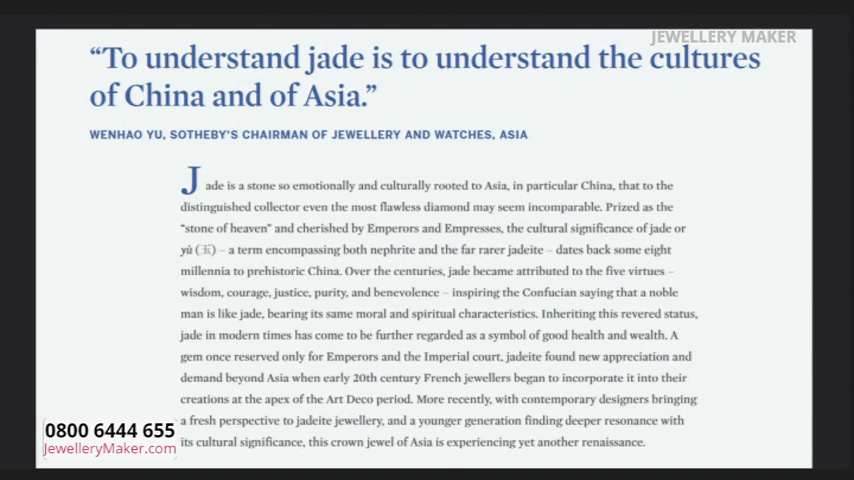 JEWELLERY MAKER
“To understand jade is to understand the cultures
of China and of Asia.”
WENHAO YU, SOTHEBY’S CHAIRMAN OF JEWELLERY AND WATCHES, ASIA
Jade is a stone so emotionally and culturally rooted to Asia, in particular China, that to the
distinguished collector even the most flawless diamond may seem incomparable. Prized as the
“stone of heaven” and cherished by Emperors and Empresses, the cultural significance of jade or
yù (玉) – a term encompassing both nephrite and the far rarer jadeite – dates back some eight
millennia to prehistoric China. Over the centuries, jade became attributed to the five virtues –
wisdom, courage, justice, purity, and benevolence – inspiring the Confucian saying that a noble
man is like jade, bearing its same moral and spiritual characteristics. Inheriting this revered status,
jade in modern times has come to be further regarded as a symbol of good health and wealth. A
gem once reserved only for Emperors and the Imperial court, jadeite found new appreciation and
demand beyond Asia when early 20th century French jewellers began to incorporate it into their
creations at the apex of the Art Deco period. More recently, with contemporary designers bringing
a fresh perspective to jadeite jewellery, and a younger generation finding deeper resonance with
its cultural significance, this crown jewel of Asia is experiencing yet another renaissance.
0800 6444 655
JewelleryMaker.com